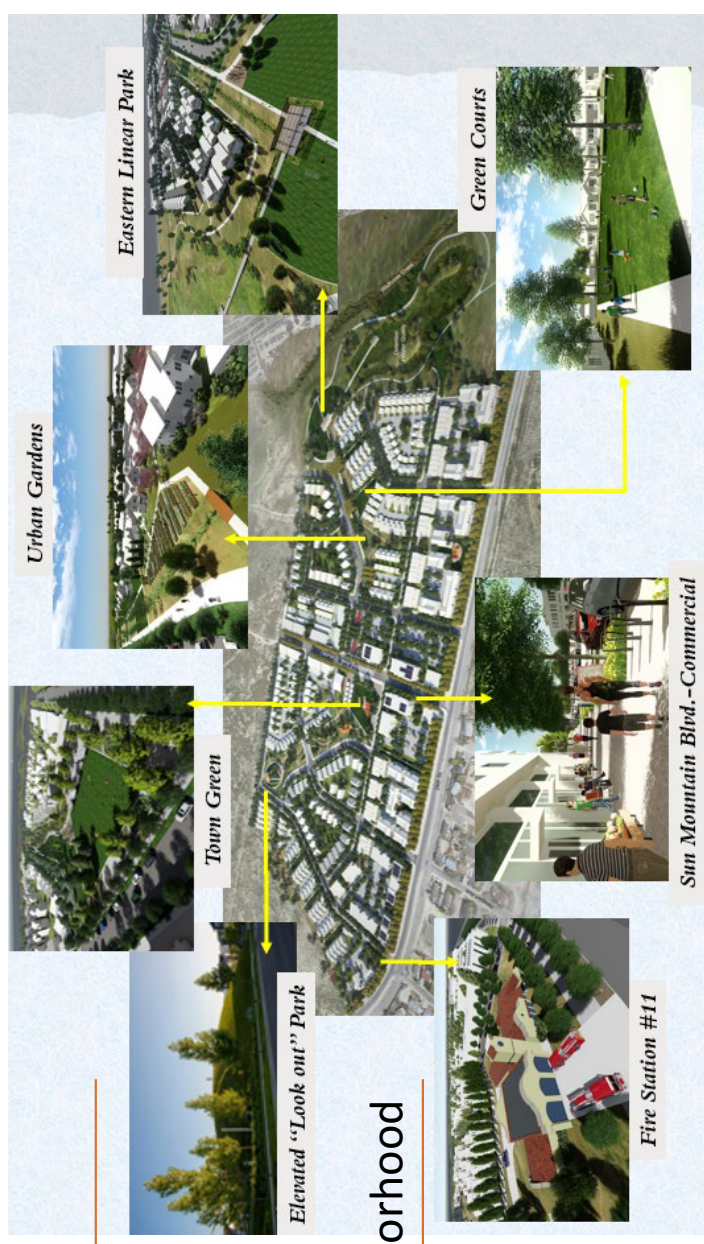 Elevated “Look out” Park
Town Green
Urban Gardens
Eastern Linear Park
orhood
Fire Station #11
Sun Mountain Blvd.-Commercial
Green Courts